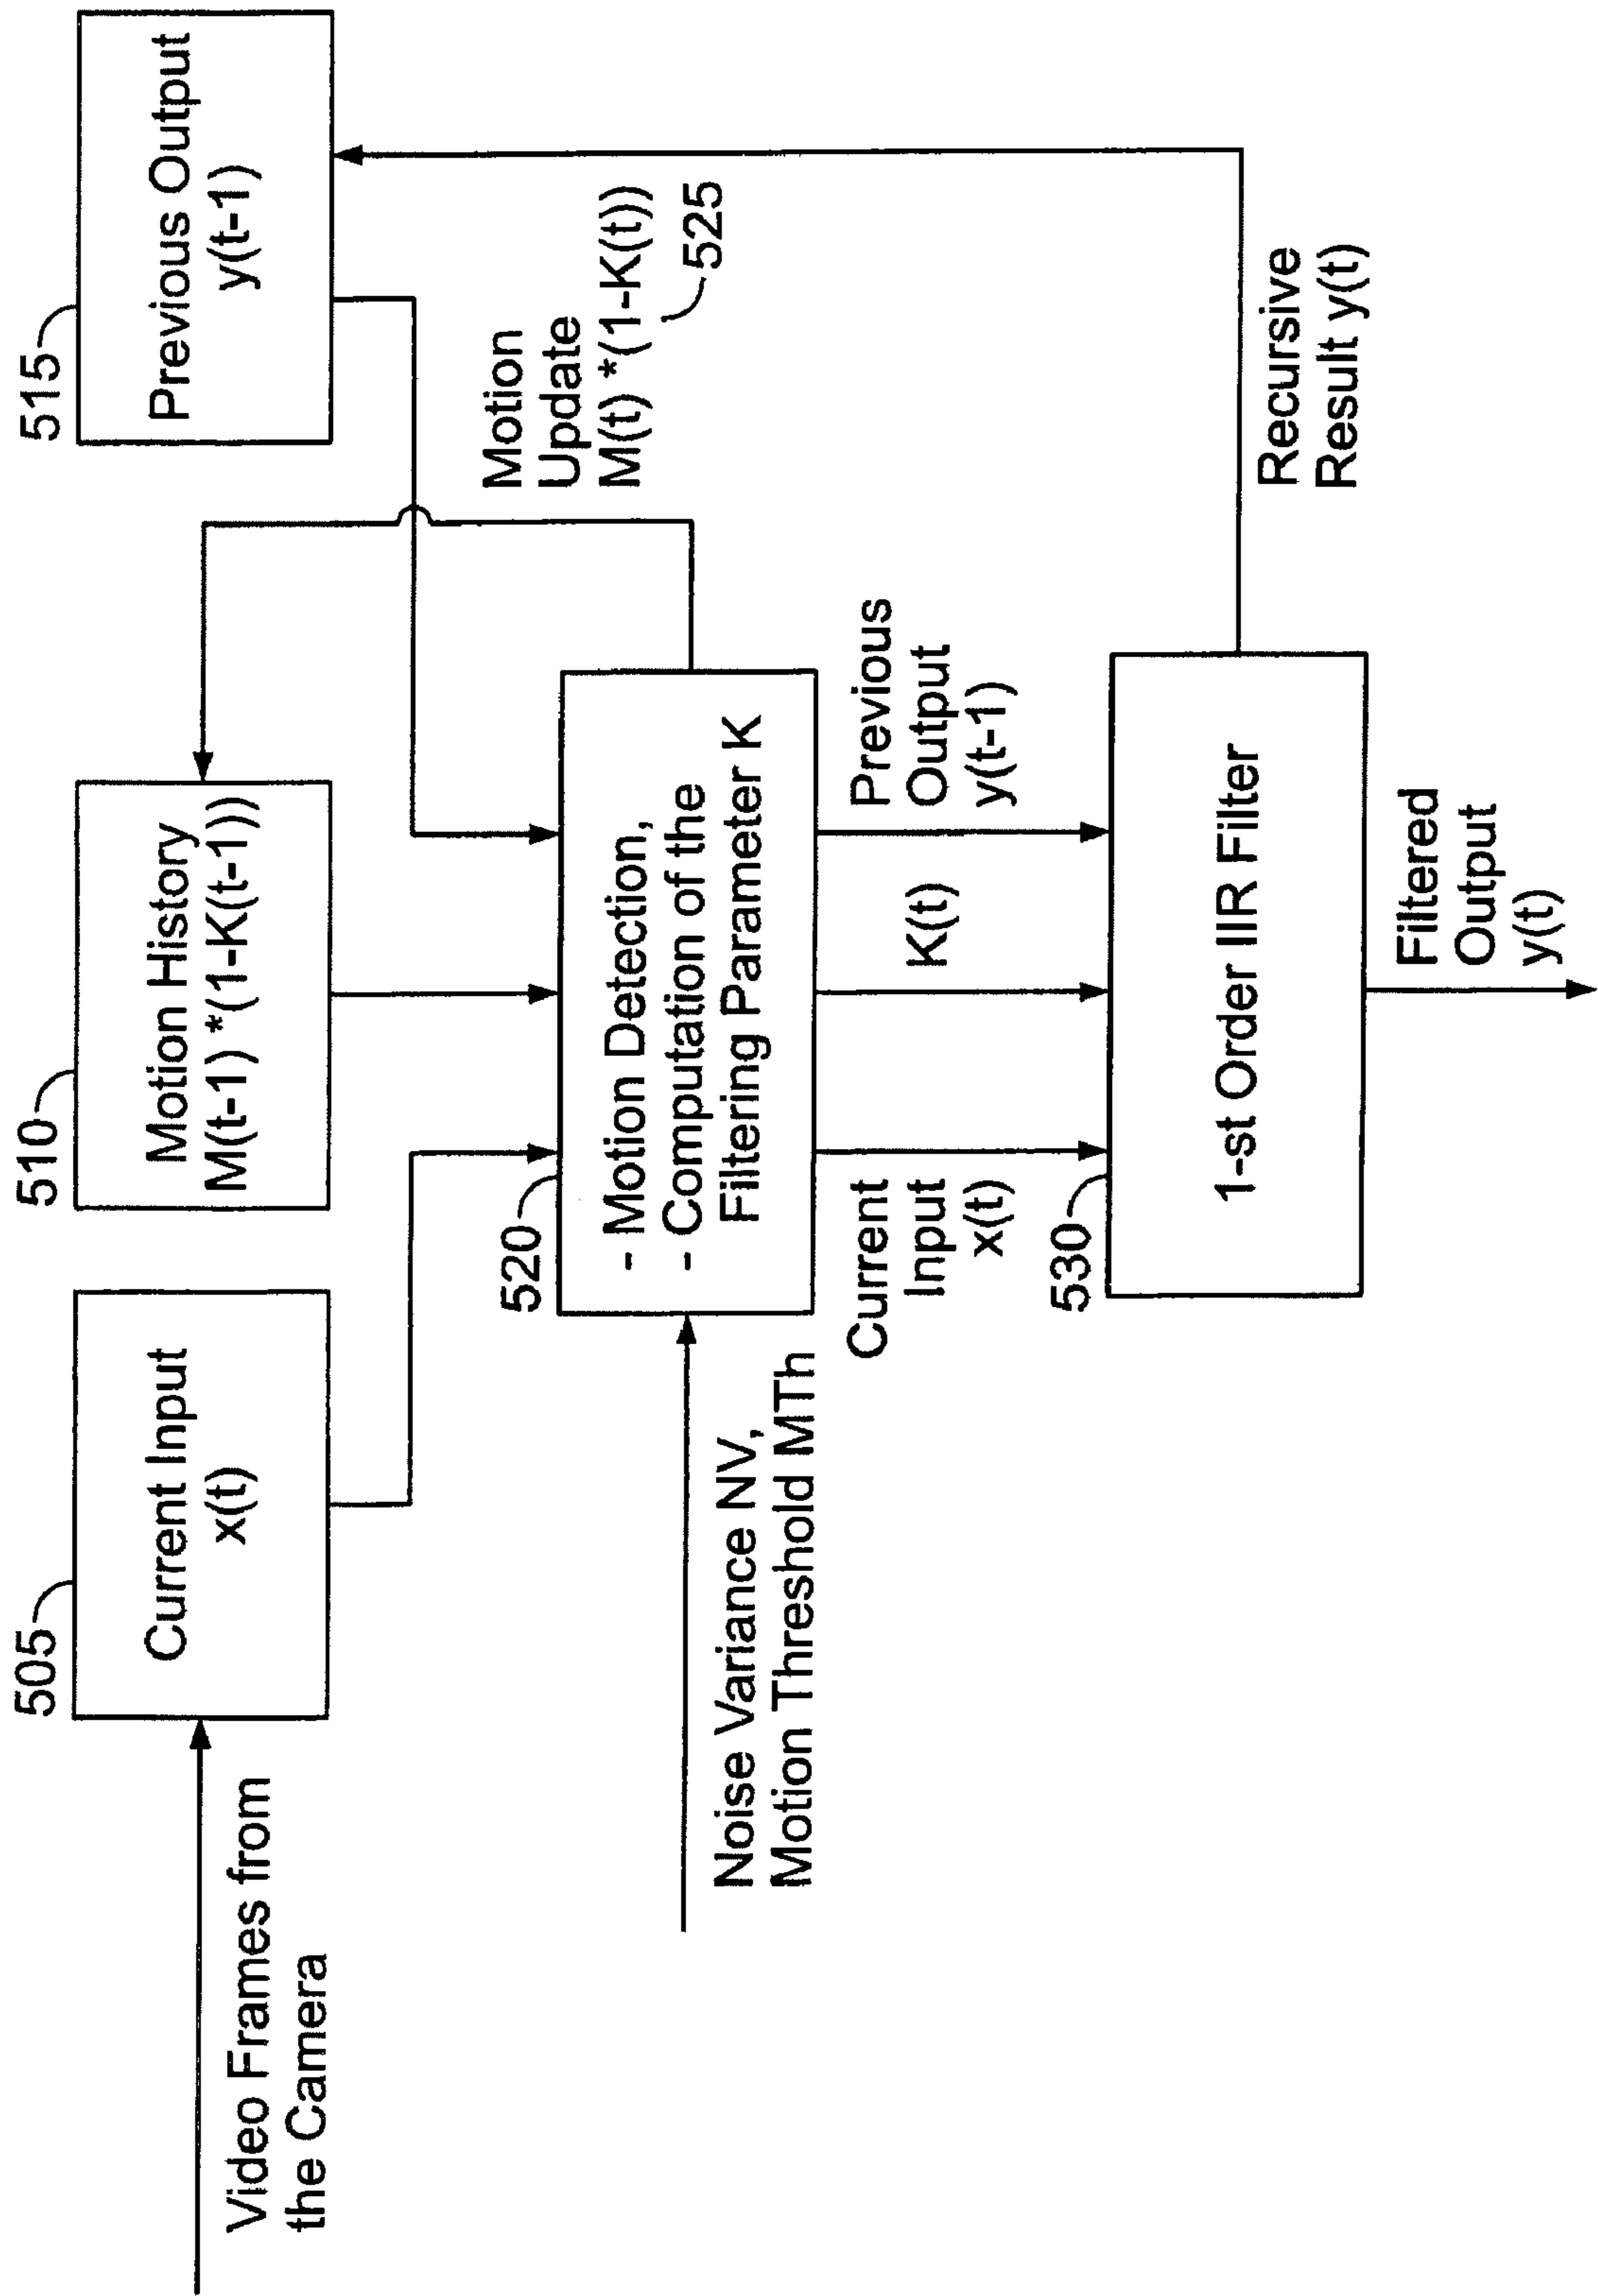 505
Current Input
x(t)
510
Motion History
M(t-1) *(1-K(t-1))
515
Previous Output
y(t-1)
Video Frames from
the Camera
Motion
Update
M(t) *(1-K(t))
525
520
- Motion Detection,
- Computation of the
Filtering Parameter K
Noise Variance NV,
Motion Threshold MTh
Current
Input
x(t)
K(t)
Previous
Output
y(t-1)
530
1-st Order IIR Filter
Recursive
Result y(t)
Filtered
Output
y(t)